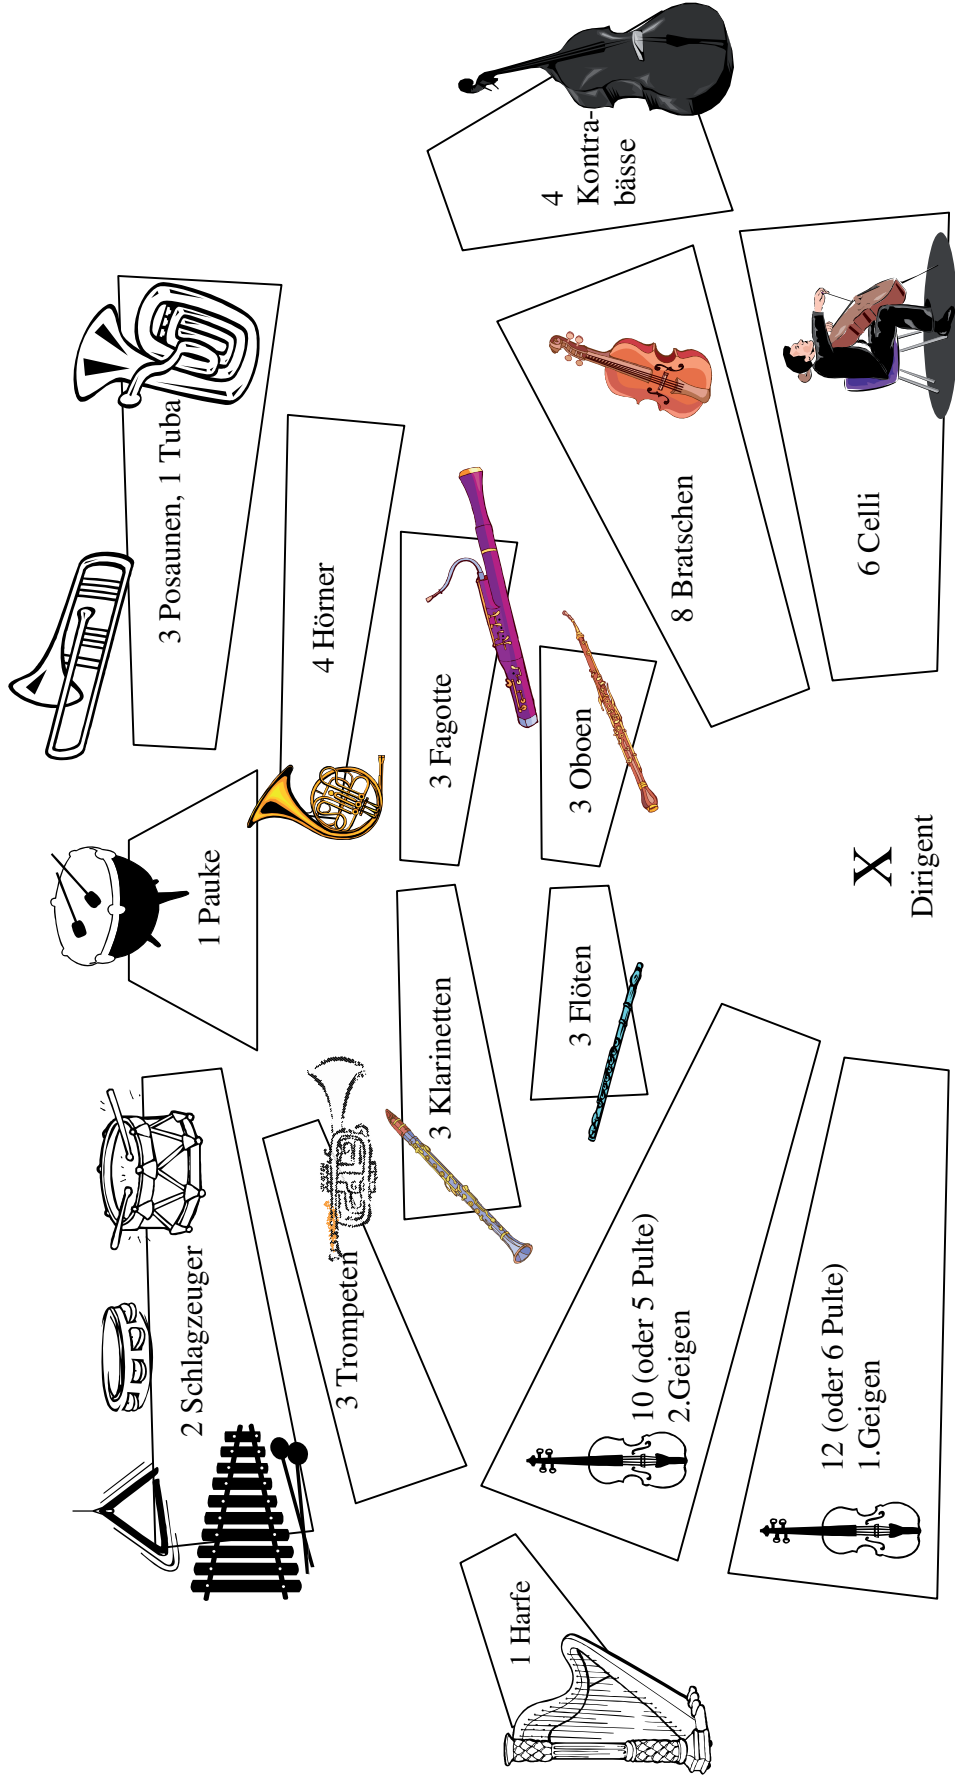 2 Schlagzeuger
1 Pauke
3 Posaunen, 1 Tuba
3 Trompeten
4 Hörner
3 Klarinetten
3 Fagotte
1 Harfe
3 Flöten
3 Oboen
4
Kontra-
bässe
10 (oder 5 Pulte)
2.Geigen
8 Bratschen
12 (oder 6 Pulte)
1.Geigen
6 Celli
X
Dirigent